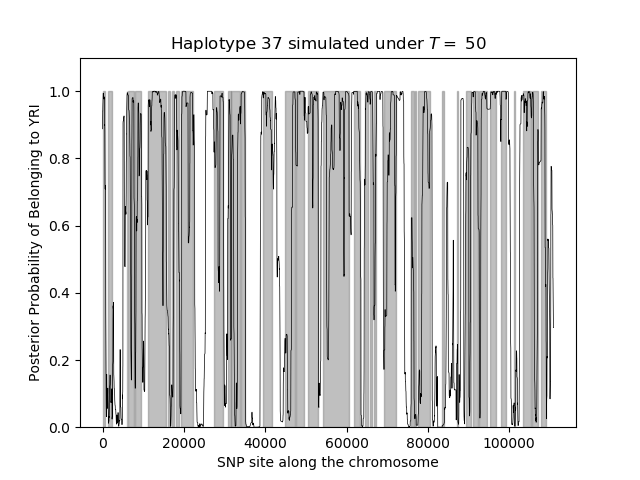 Haplotype 37 simulated under T = 50
Posterior Probability of Belonging to YRI
1.0
0.8
0.6
0.4
0.2
0.0
0 20000 40000 60000 80000 100000
SNP site along the chromosome